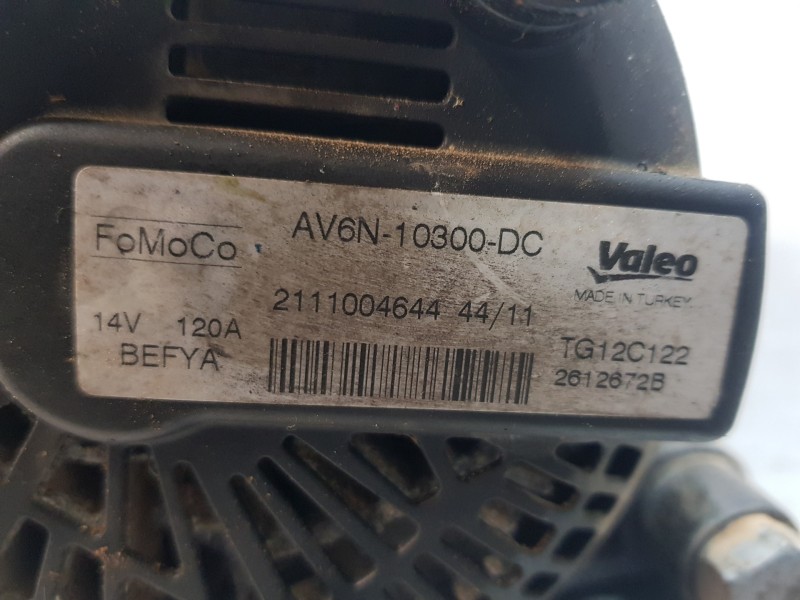 FoMoCo
AV6N-10300-DC
Valeo
MADE IN TURKEY
14V 120A
2111004644 44/11
BEFYA
TG12C122
2612672B